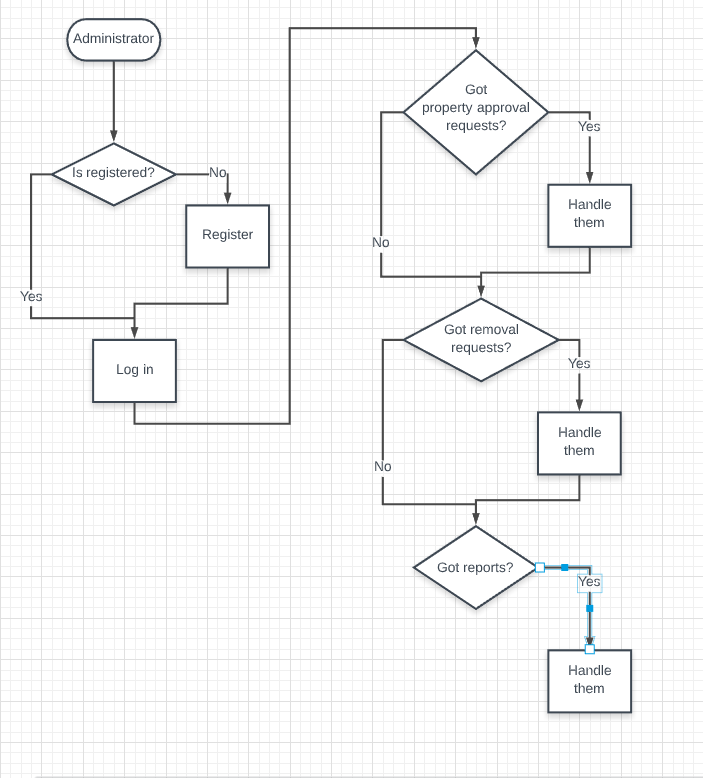 Administrator
Is registered?
No
Register
Yes
Log in
Got
property approval
requests?
Yes
Handle
them
No
Got removal
requests?
Yes
Handle
them
No
Got reports?
Yes
Handle
them